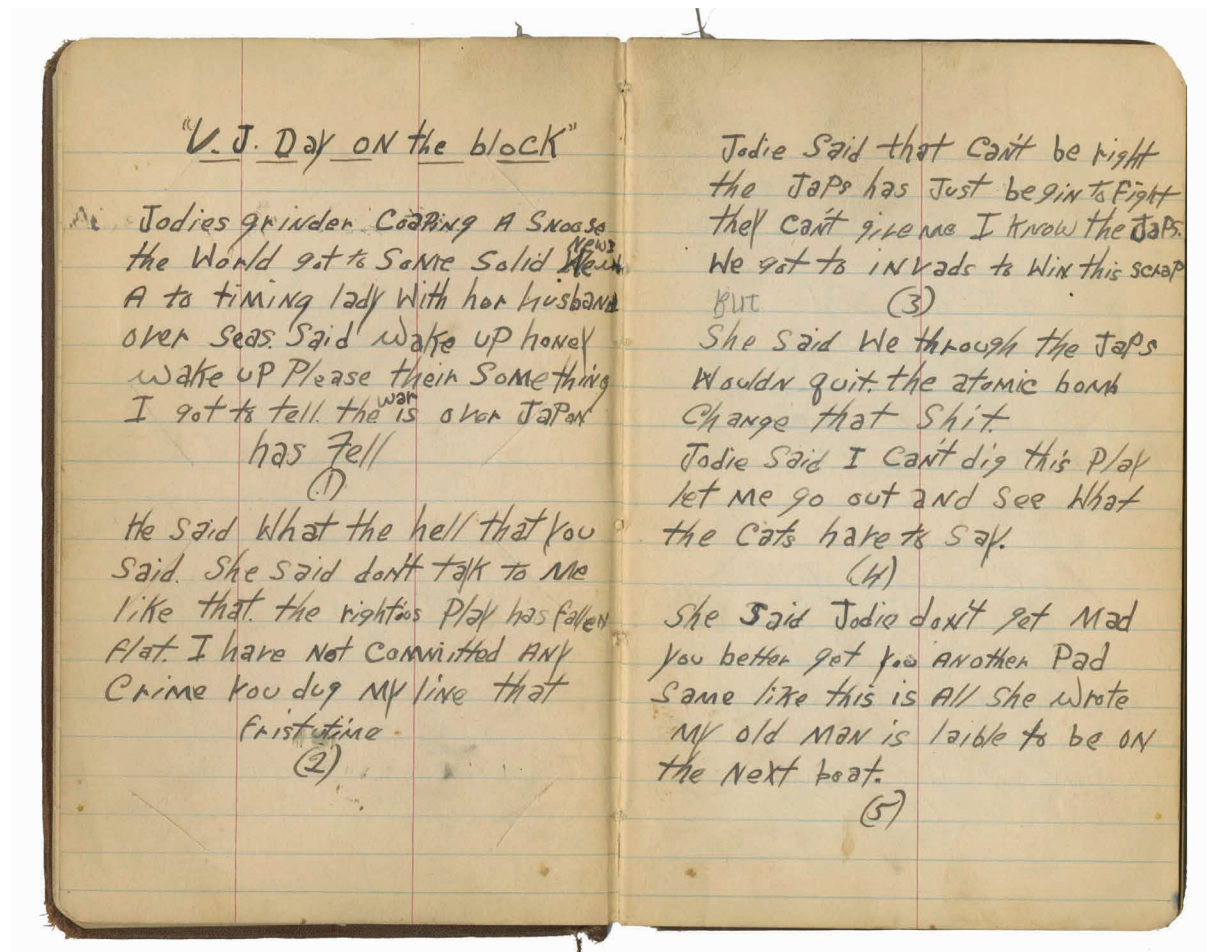 "V. J. Day on the block"
Jodies grinder Coaping A Snoose
the World got to Some Solid News
A to timing lady With her husband
over seas. Said wake up honey
wake up Please their Something
I got to tell. the war is over Japan
has Fell
(1)
He said What the hell that you
said. She said don't talk to me
like that. the rightios Play has fallen
flat. I have Not Committed Any
Crime you dug my line that
frist time
(2)
Jodie Said that Can't be right
the Japs has Just begin to Fight
they Can't give me I Know the Japs.
We got to invads to Win this scrap
But
(3)
She said We through the Japs
Wouldn quit. the atomic bomb
Change that Shit.
Jodie Said I Can't dig this Play
let me go out and see What
the Cats have to say.
(4)
She said Jodie don't get Mad
you better get you Another Pad
Same like this is All she wrote
My old man is laible to be on
the Next boat.
(5)